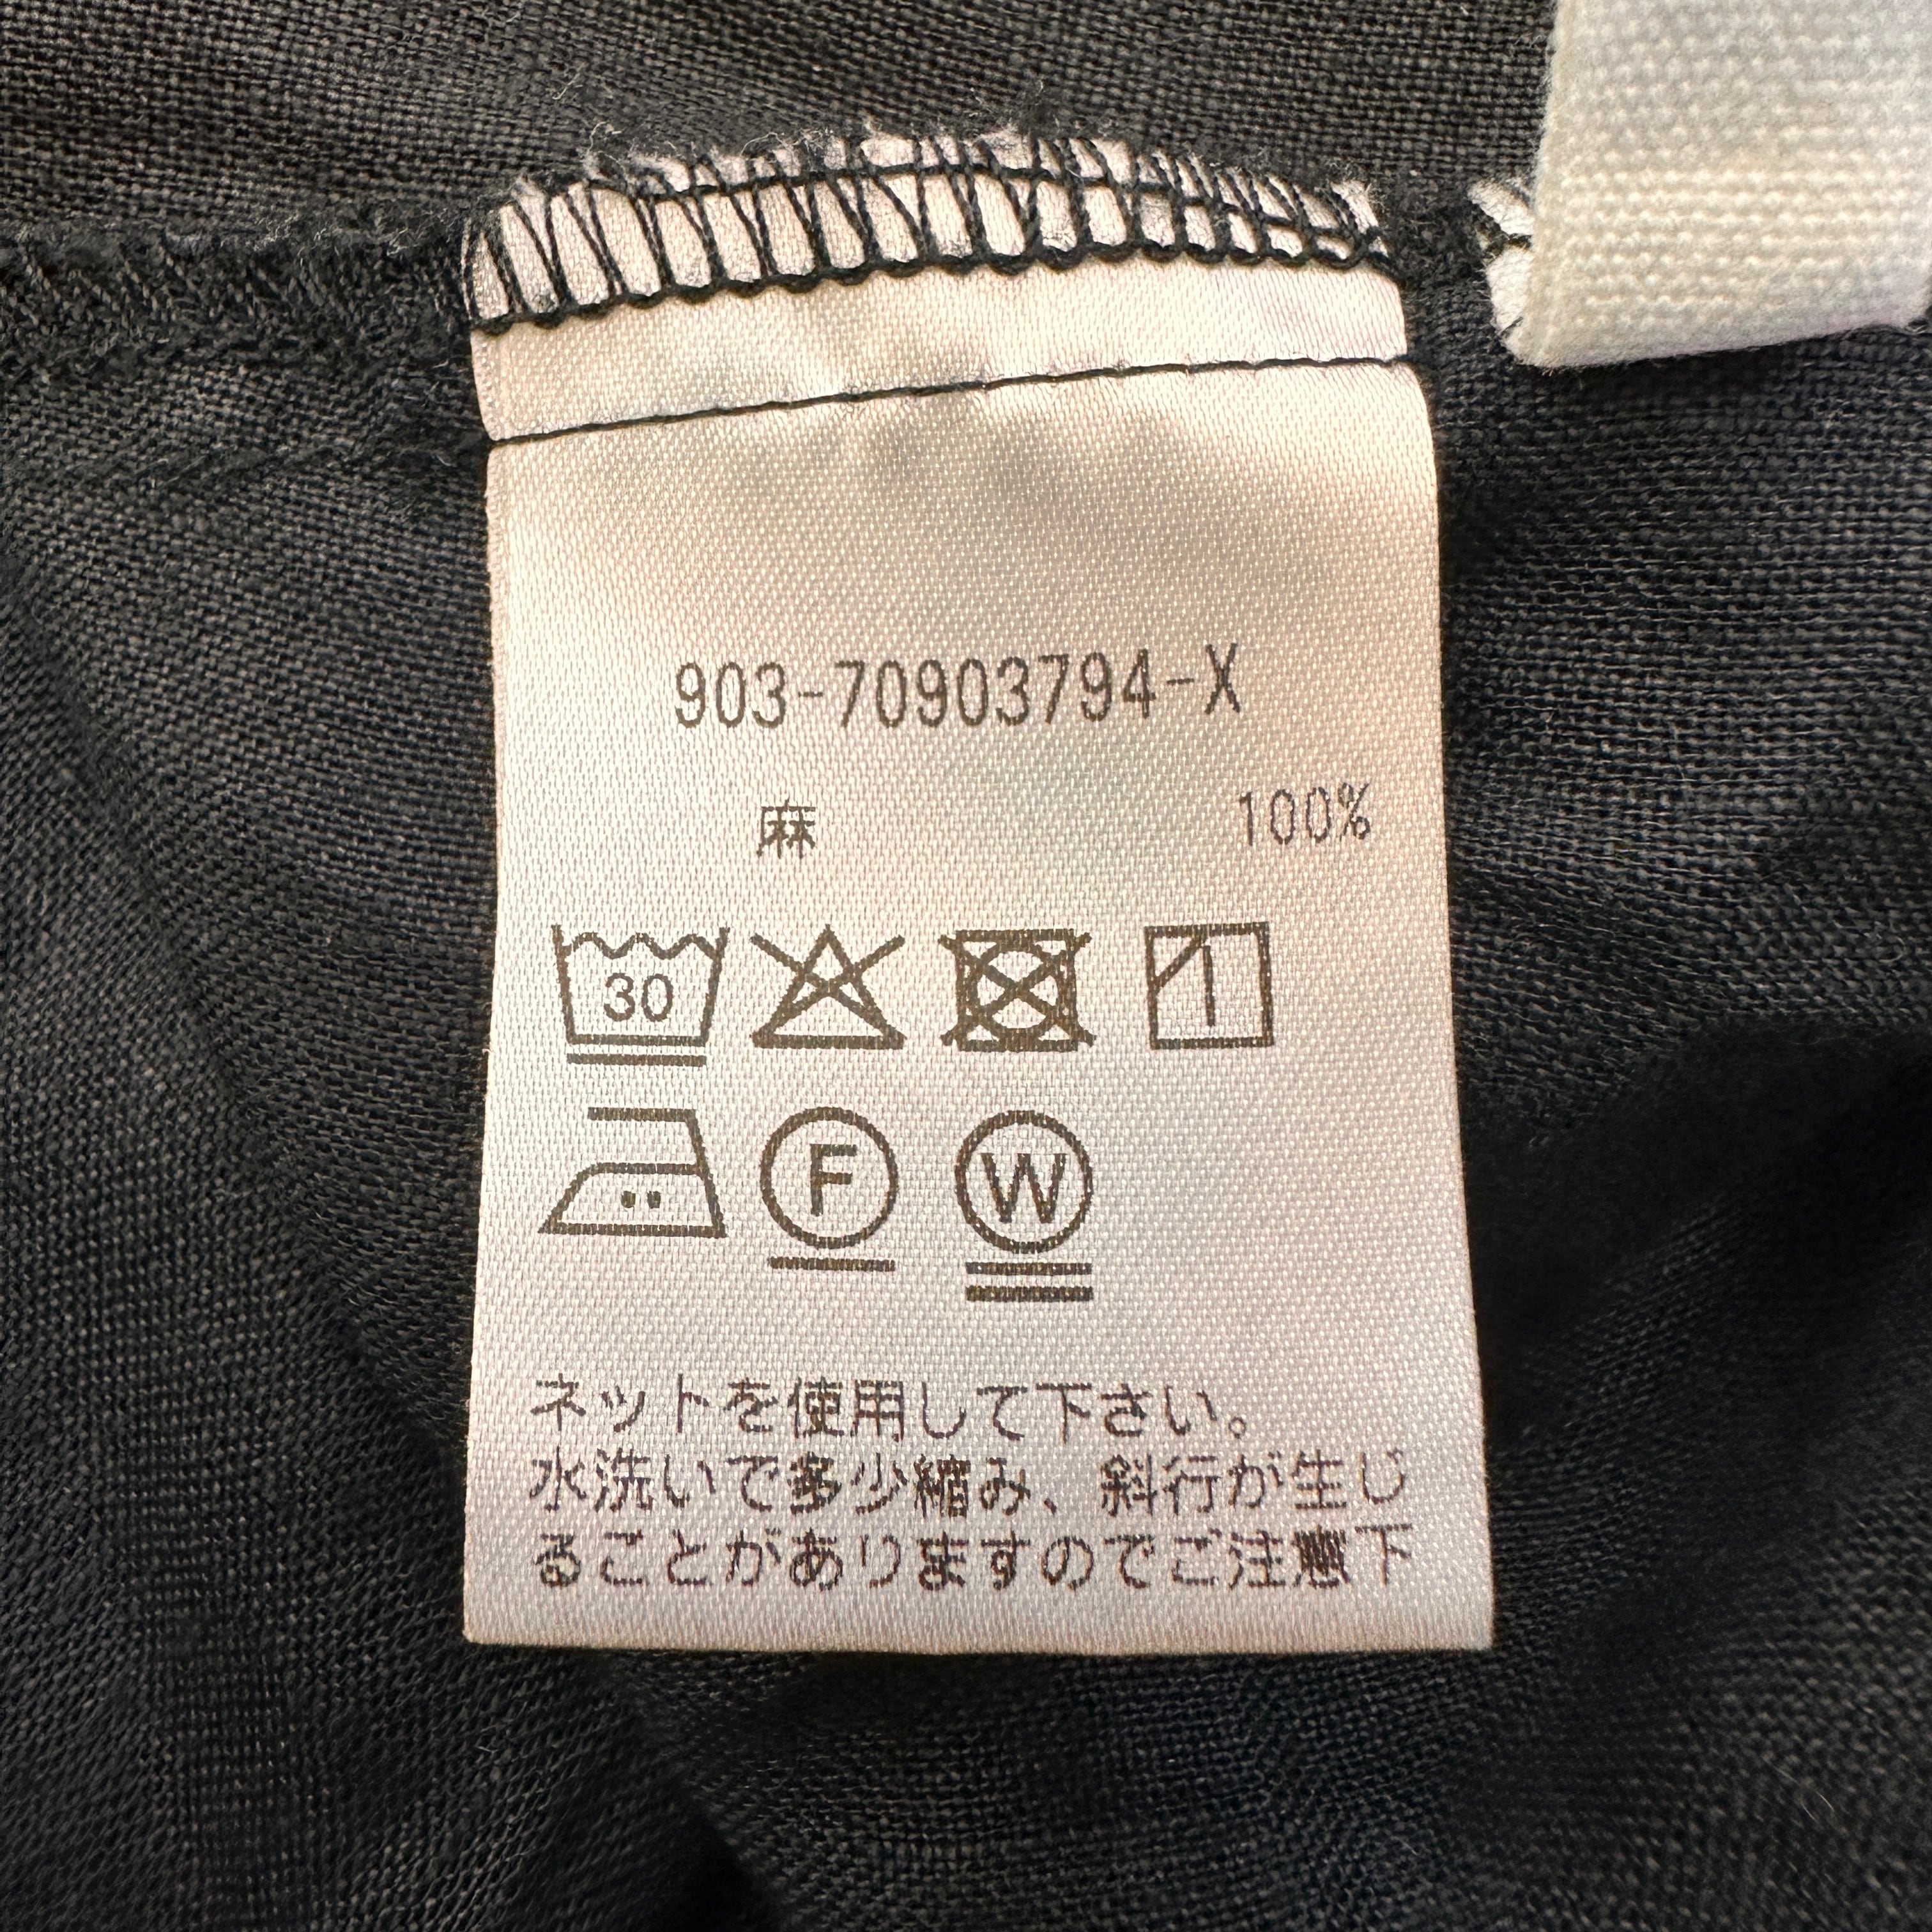 903-70903794-X
麻 100%
30
F
W
ネットを使用して下さい。
水洗いで多少縮み、斜行が生じ
ることがありますのでご注意下